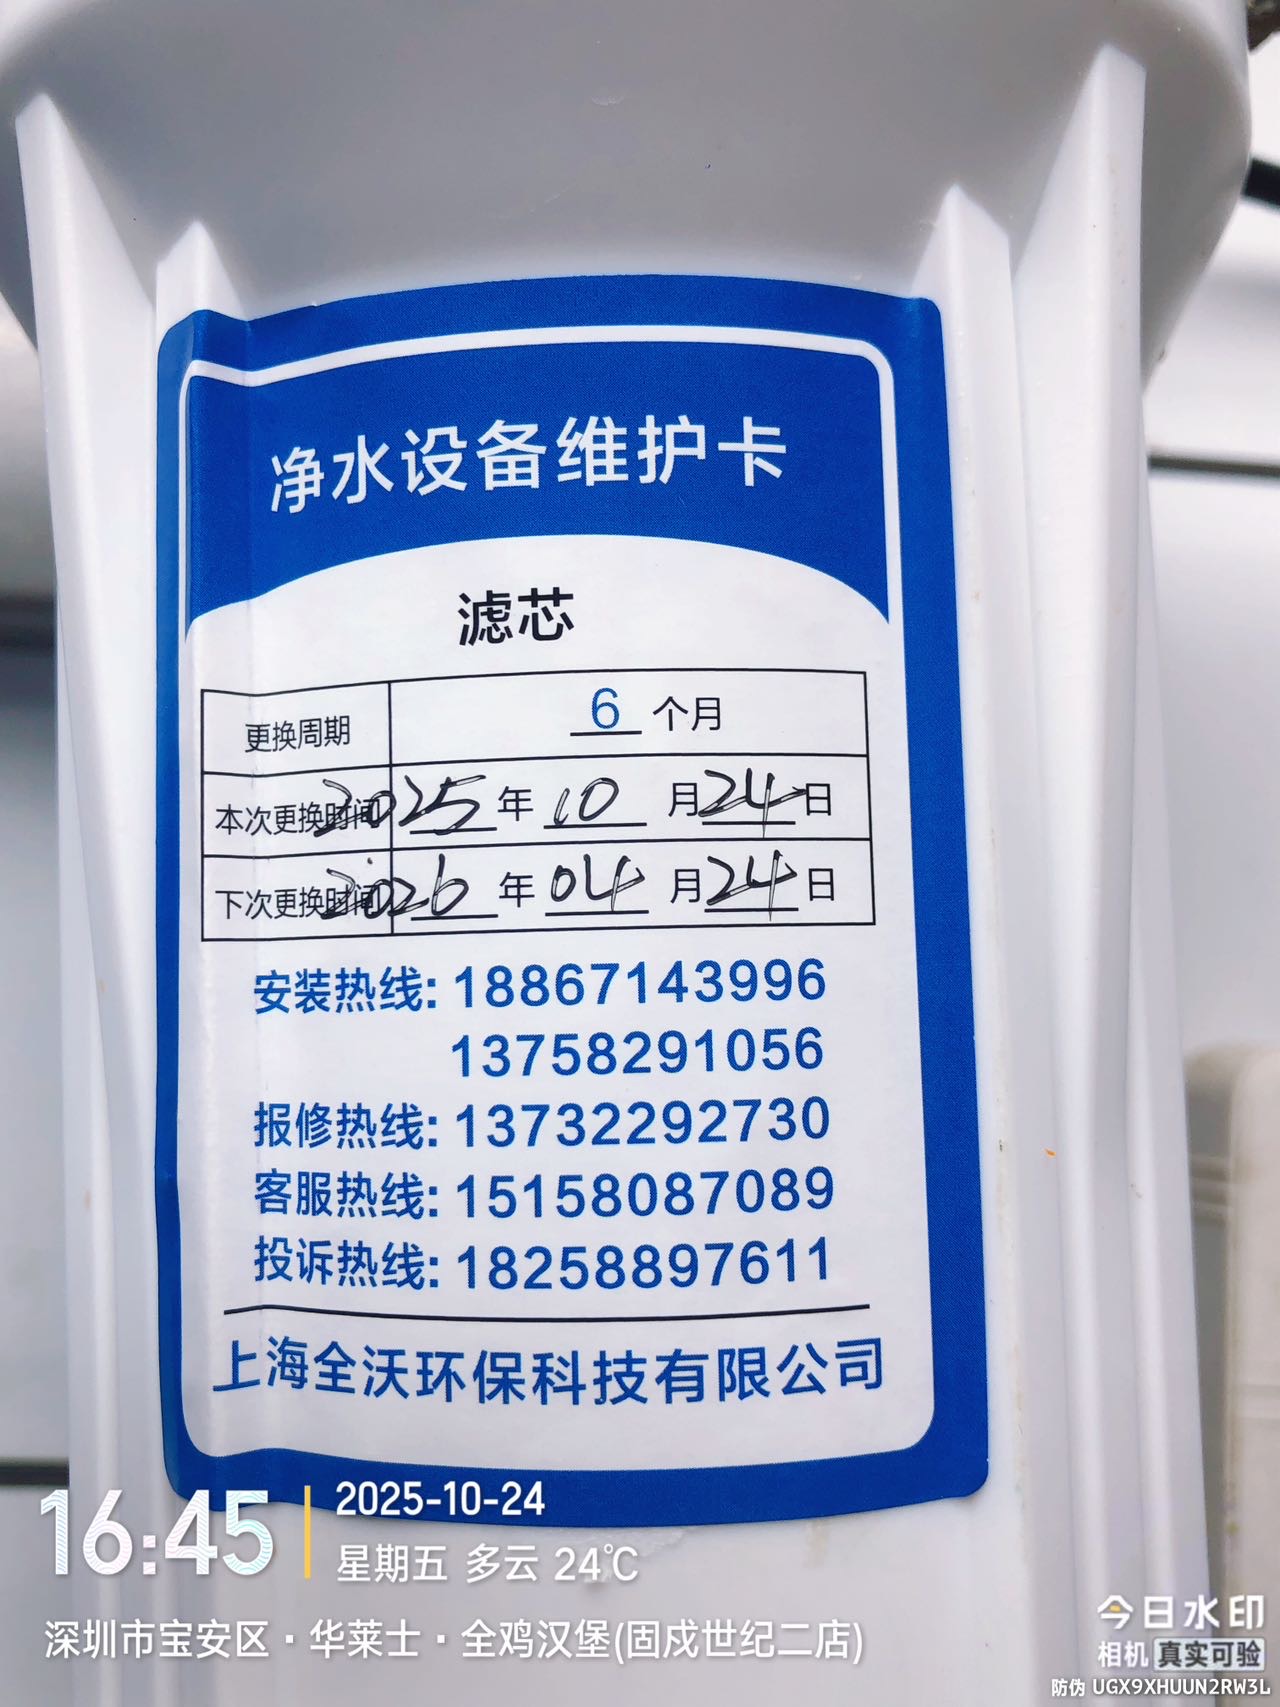 净水设备维护卡
滤芯
更换周期 6 个月
本次更换时间 2025 年 10 月 24 日
下次更换时间 2026 年 04 月 24 日
安装热线: 18867143996
13758291056
报修热线: 13732292730
客服热线: 15158087089
投诉热线: 18258897611
上海全沃环保科技有限公司
16:45
2025-10-24
星期五 多云 24℃
深圳市宝安区·华莱士·全鸡汉堡(固戍世纪二店)
今日水印
相机 真实可验
防伪 UGX9XHUUN2RW3L